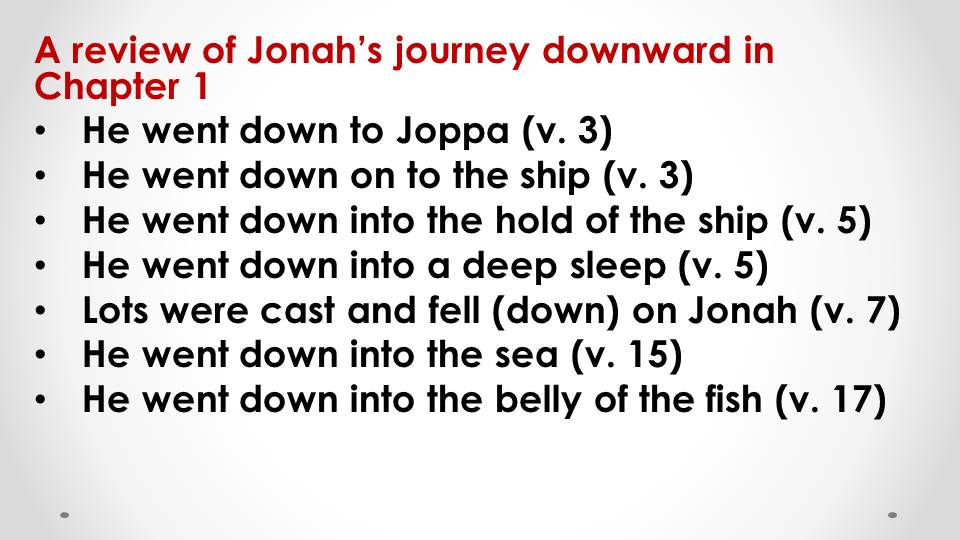 A review of Jonah’s journey downward in
Chapter 1
• He went down to Joppa (v. 3)
• He went down on to the ship (v. 3)
• He went down into the hold of the ship (v. 5)
• He went down into a deep sleep (v. 5)
• Lots were cast and fell (down) on Jonah (v. 7)
• He went down into the sea (v. 15)
• He went down into the belly of the fish (v. 17)